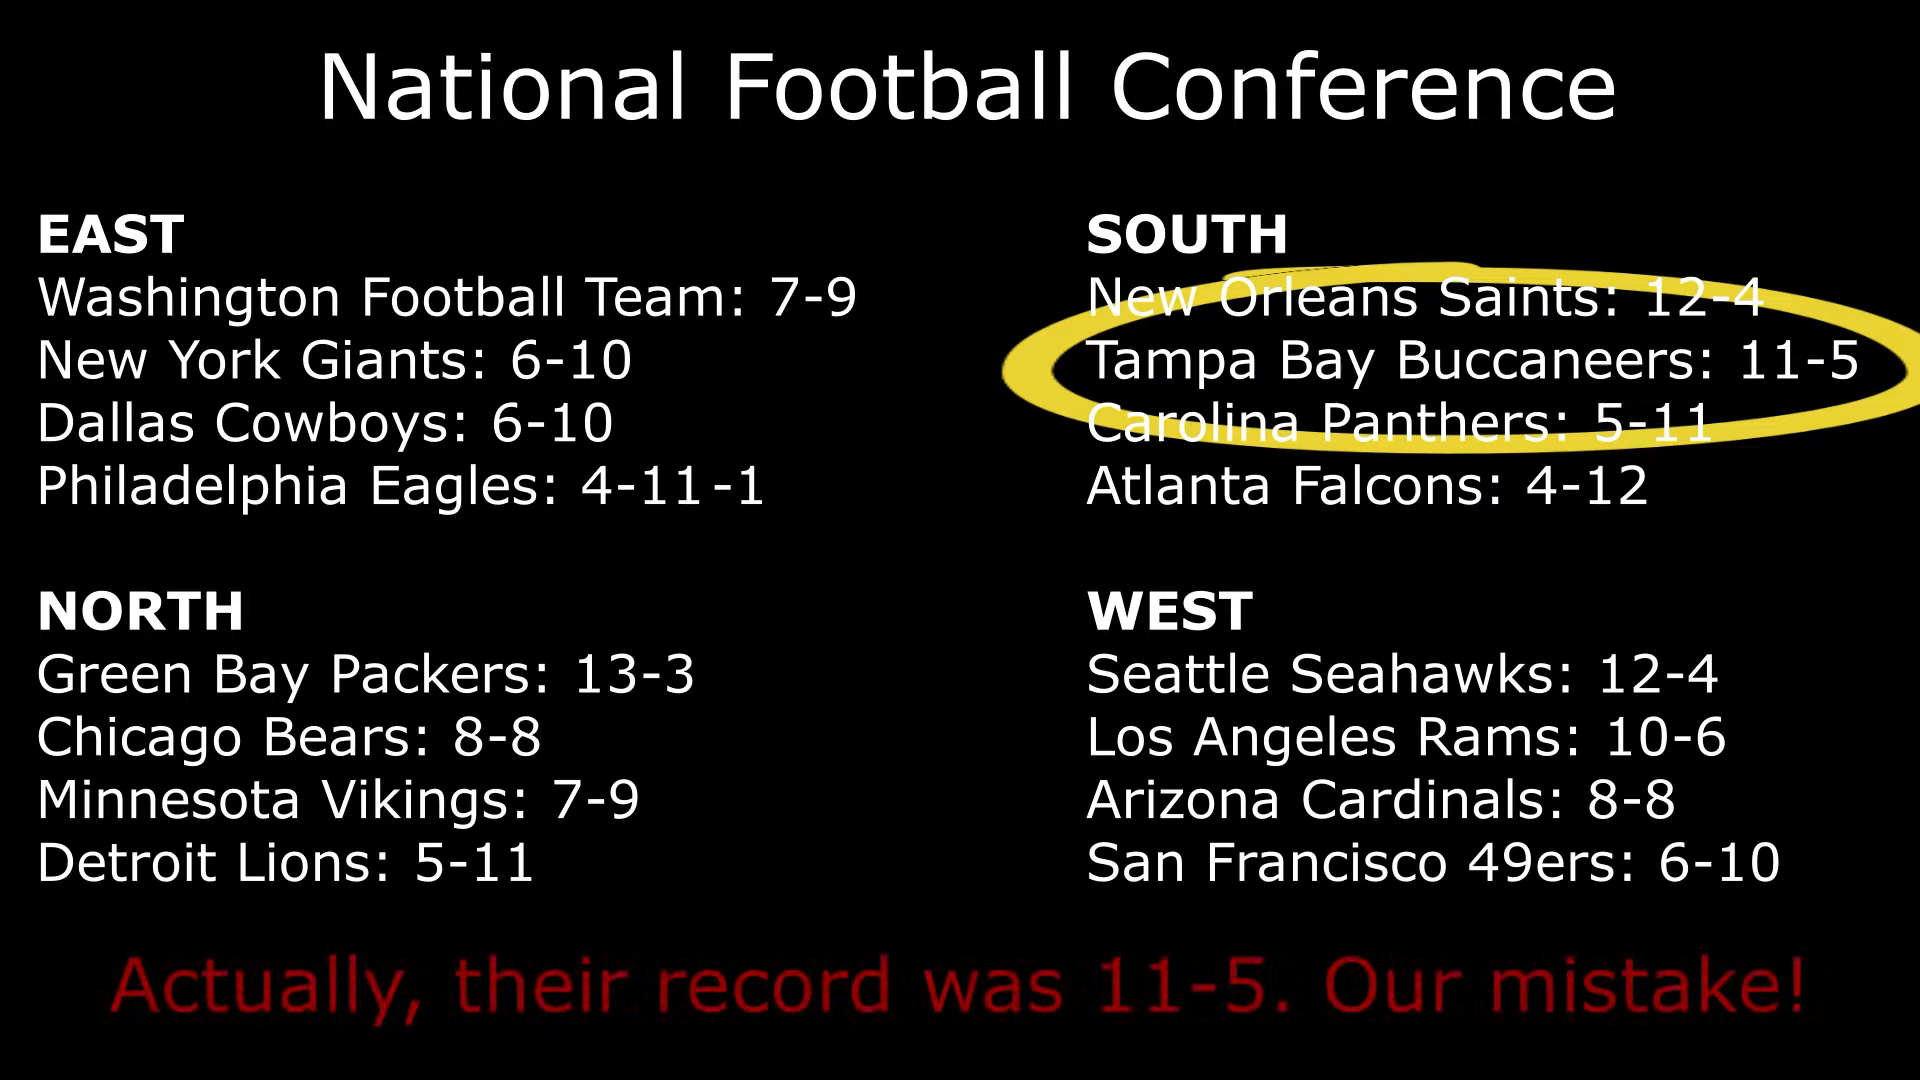 National Football Conference
EAST
Washington Football Team: 7-9
New York Giants: 6-10
Dallas Cowboys: 6-10
Philadelphia Eagles: 4-11-1
NORTH
Green Bay Packers: 13-3
Chicago Bears: 8-8
Minnesota Vikings: 7-9
Detroit Lions: 5-11
SOUTH
New Orleans Saints: 12-4
Tampa Bay Buccaneers: 11-5
Carolina Panthers: 5-11
Atlanta Falcons: 4-12
WEST
Seattle Seahawks: 12-4
Los Angeles Rams: 10-6
Arizona Cardinals: 8-8
San Francisco 49ers: 6-10
Actually, their record was 11-5. Our mistake!